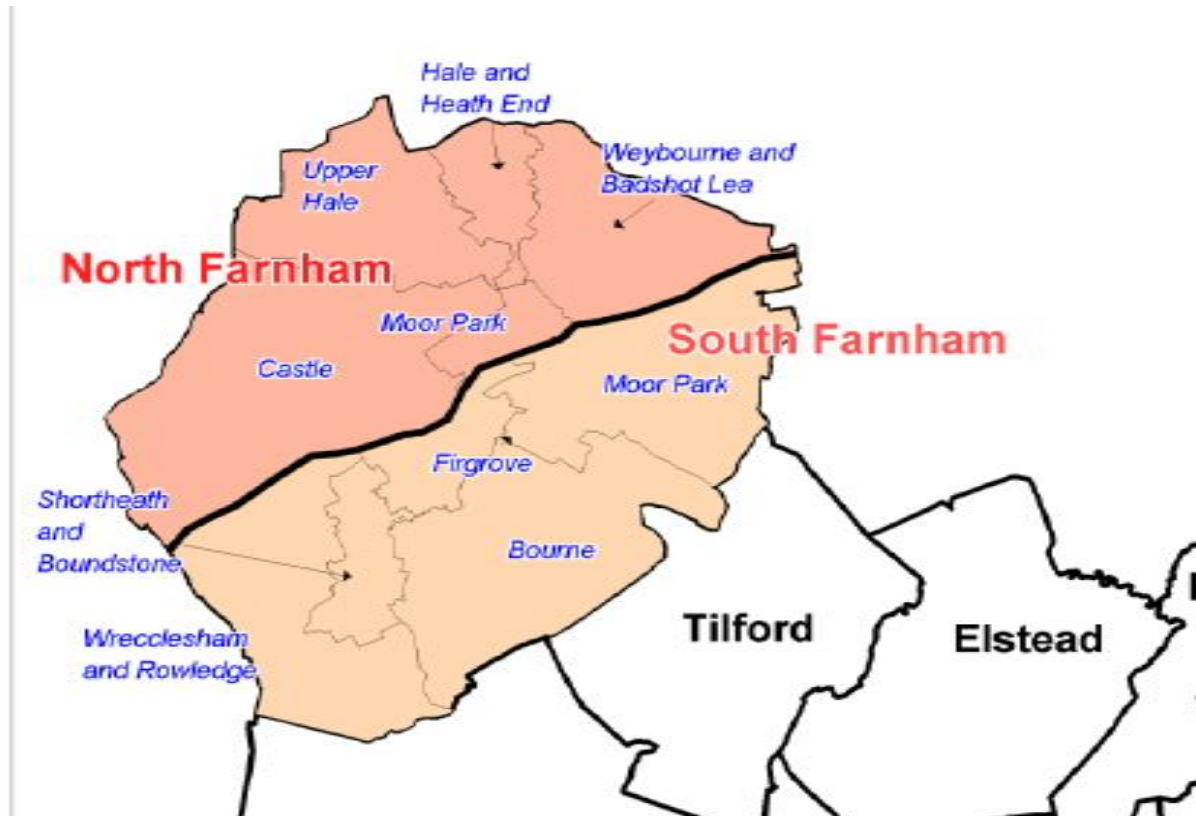 Hale and
Heath End
Upper
Hale
Weybourne and
Badshot Lea
North Farnham
Moor Park
South Farnham
Castle
Moor Park
Firgrove
Shortheath
and
Boundstone
Bourne
Wrecclesham
and Rowledge
Tilford
Elstead